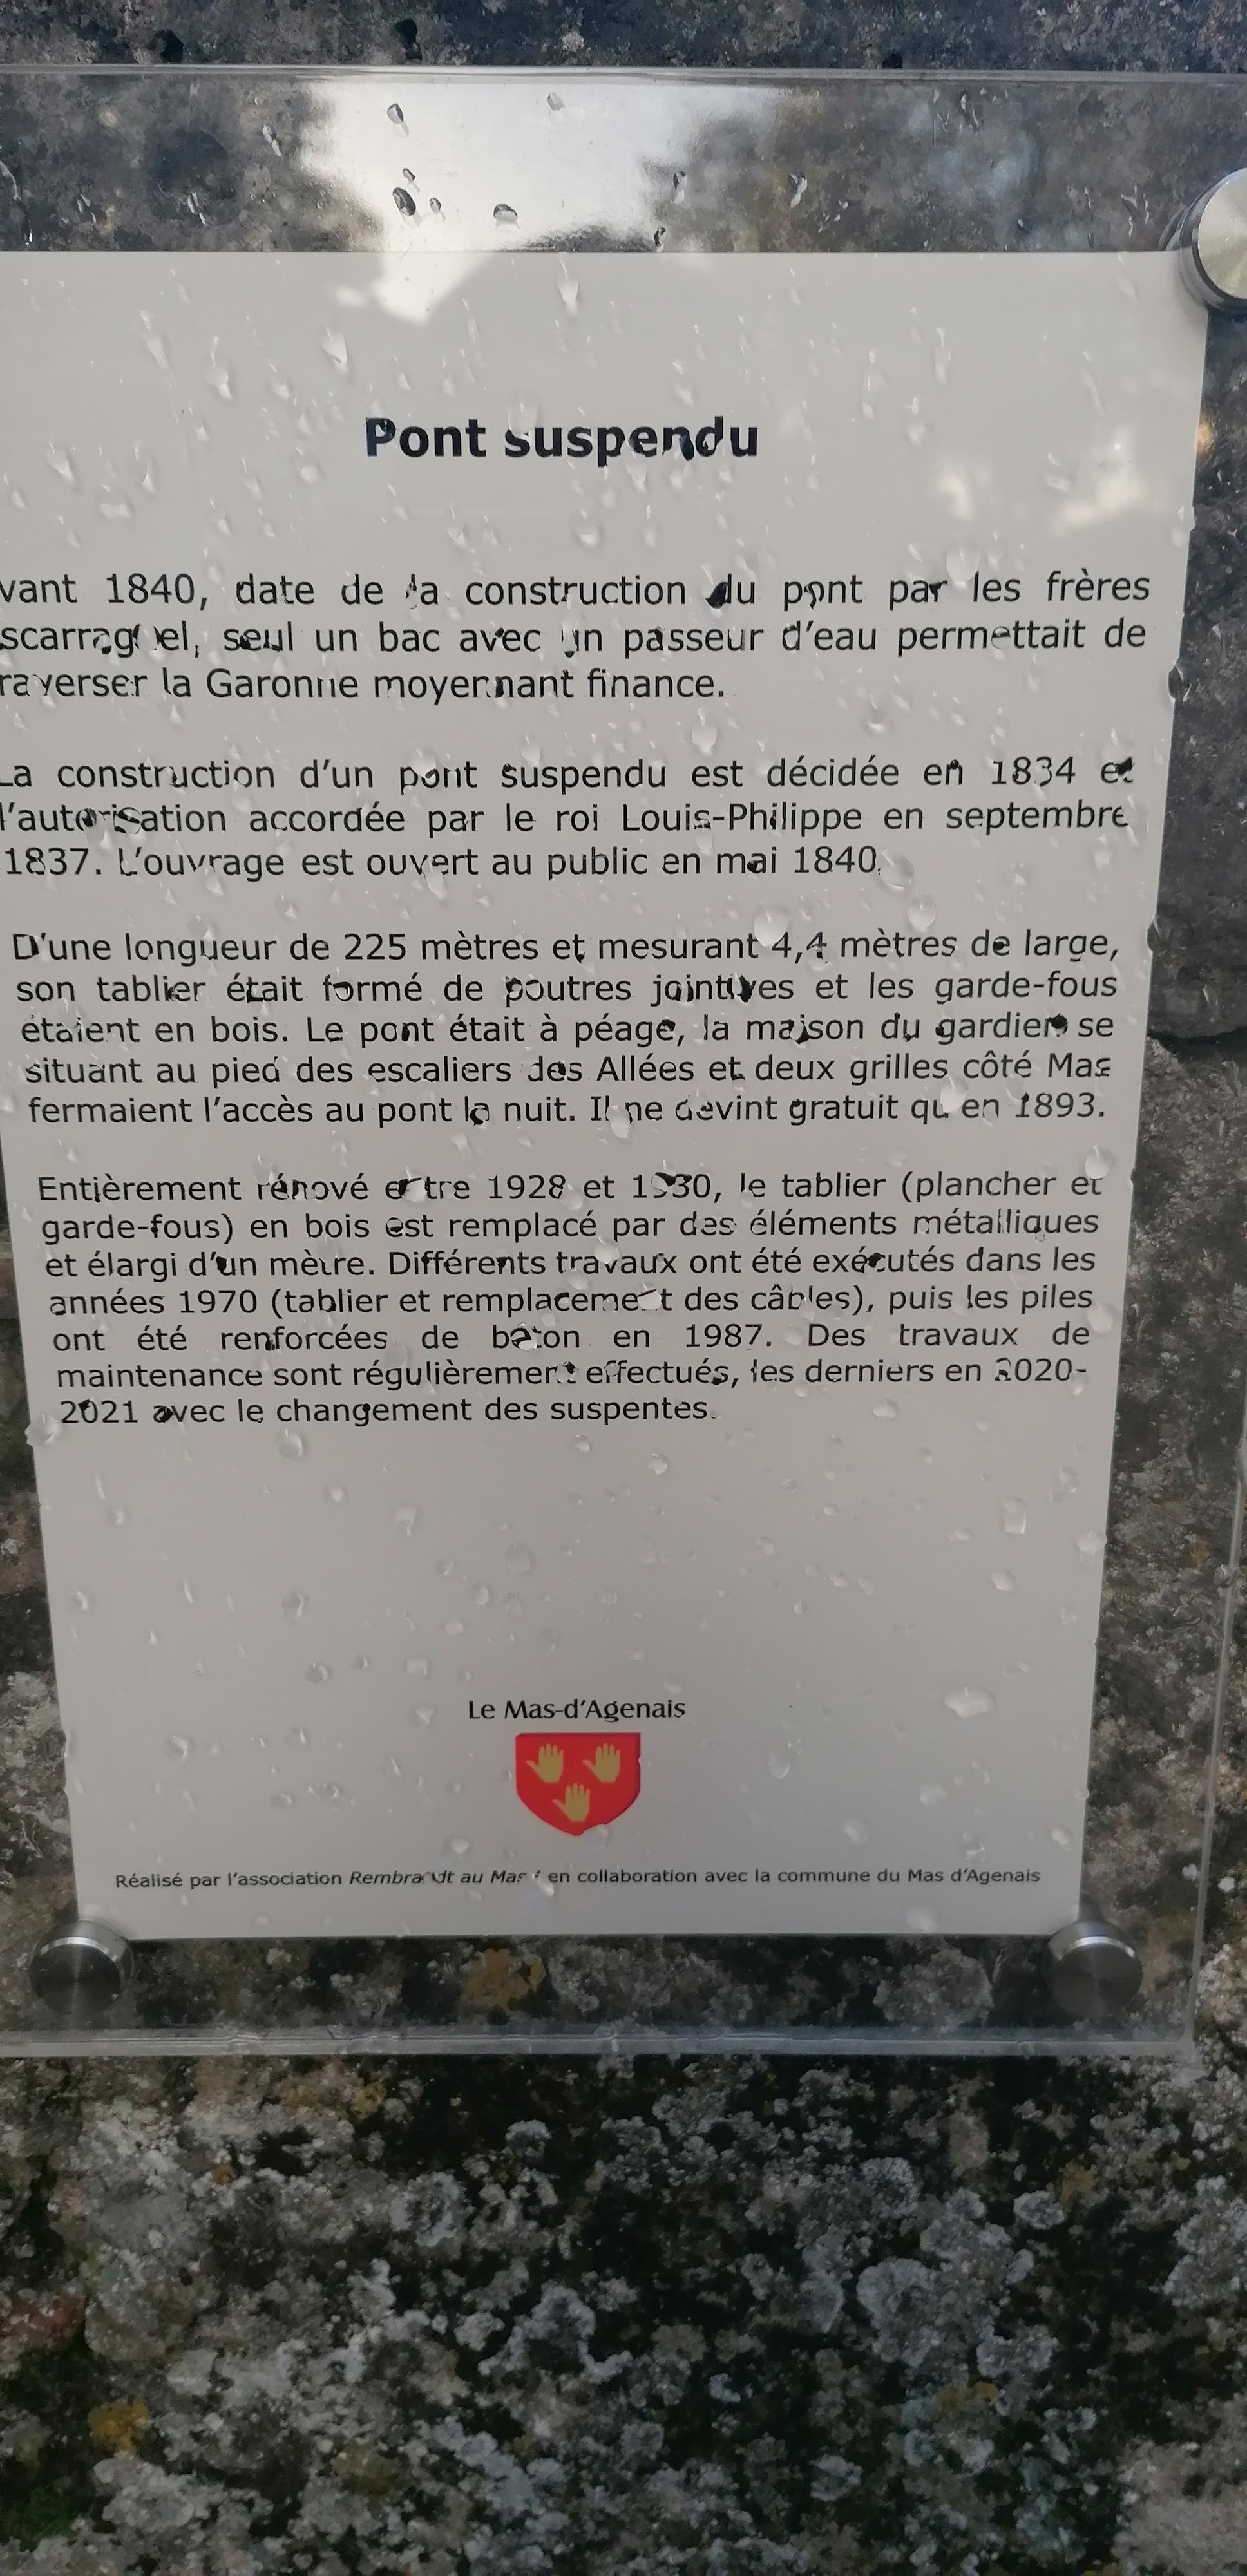 Pont suspendu
vant 1840, date de la construction du pont par les frères
seul un bac avec un passeur d'eau permettait de
raverser la Garonne moyennant finance.
La construction d'un pont suspendu est décidée en 1834 et
l'autorisation accordée par le roi Louis-Philippe en septembre
1837. L'ouvrage est ouvert au public en mai 1840.
D'une longueur de 225 mètres et mesurant 4,4 mètres de large,
son tablier était formé de poutres jointives et les garde-fous
étaient en bois. Le pont était à péage, la maison du gardien se
situant au pied des escaliers des Allées et deux grilles côté Mas
fermaient l'accès au pont la nuit. Il ne devint gratuit qu'en 1893.
Entièrement rénové entre 1928 et 1930, le tablier (plancher et
garde-fous) en bois est remplacé par des éléments métalliques
et élargi d'un mètre. Différents travaux ont été exécutés dans les
années 1970 (tablier et remplacement des câbles), puis les piles
ont été renforcées de béton en 1987. Des travaux de
maintenance sont régulièrement effectués, les derniers en 2020-
2021 avec le changement des suspentes.
Le Mas-d'Agenais
Réalisé par l'association Rembrandt au Mas ! en collaboration avec la commune du Mas d'Agenais